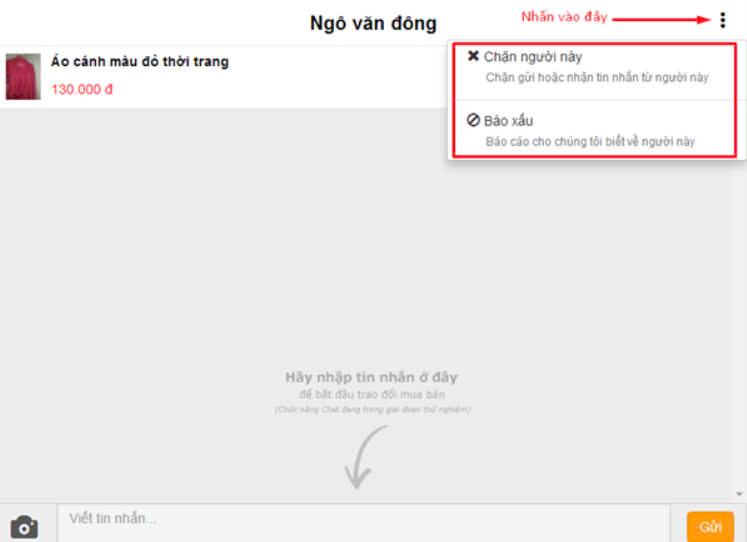 Ngô văn đông
Nhấn vào đây
Áo cánh màu đỏ thời trang
130.000 đ
Chặn người này
Chặn gửi hoặc nhận tin nhắn từ người này
Báo xấu
Báo cáo cho chúng tôi biết về người này
Hãy nhập tin nhắn ở đây
để bắt đầu trao đổi mua bán
(Chức năng Chat đang trong giai đoạn thử nghiệm)
Viết tin nhắn...
Gửi